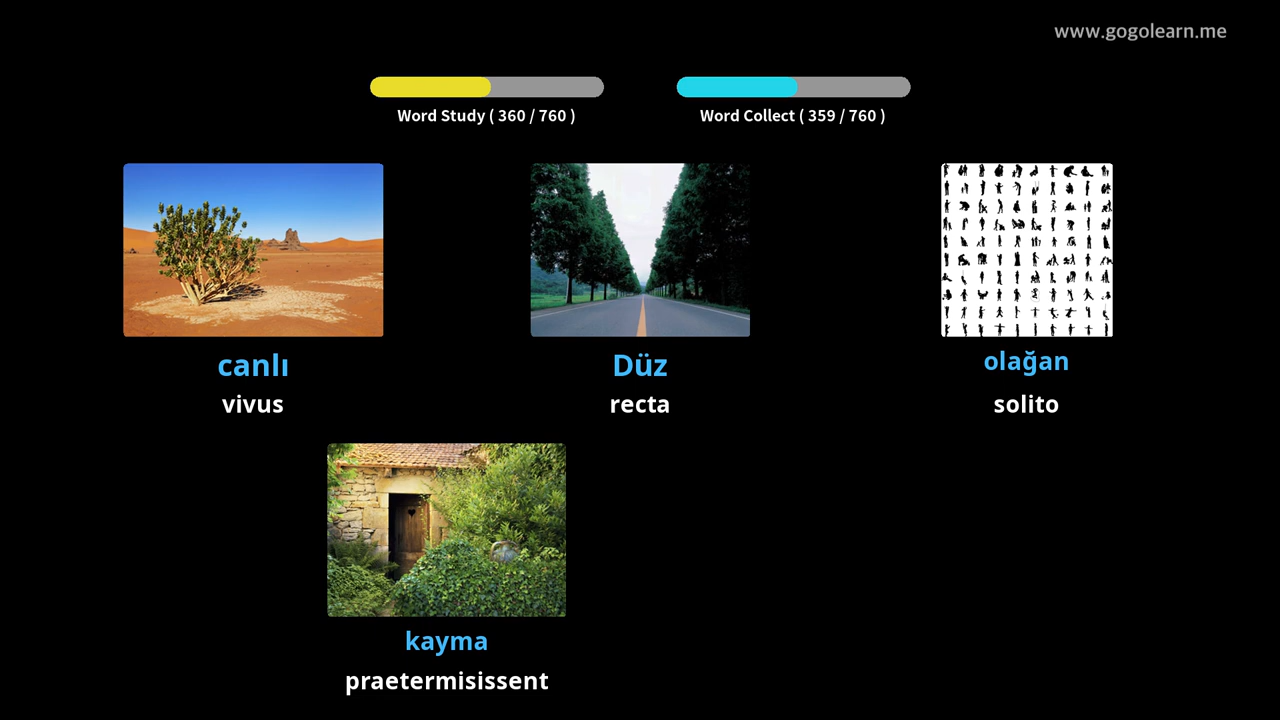 www.gogolearn.me
Word Study ( 360 / 760 )
Word Collect ( 359 / 760 )
canlı
vivus
Düz
recta
olağan
solito
kayma
praetermisissent